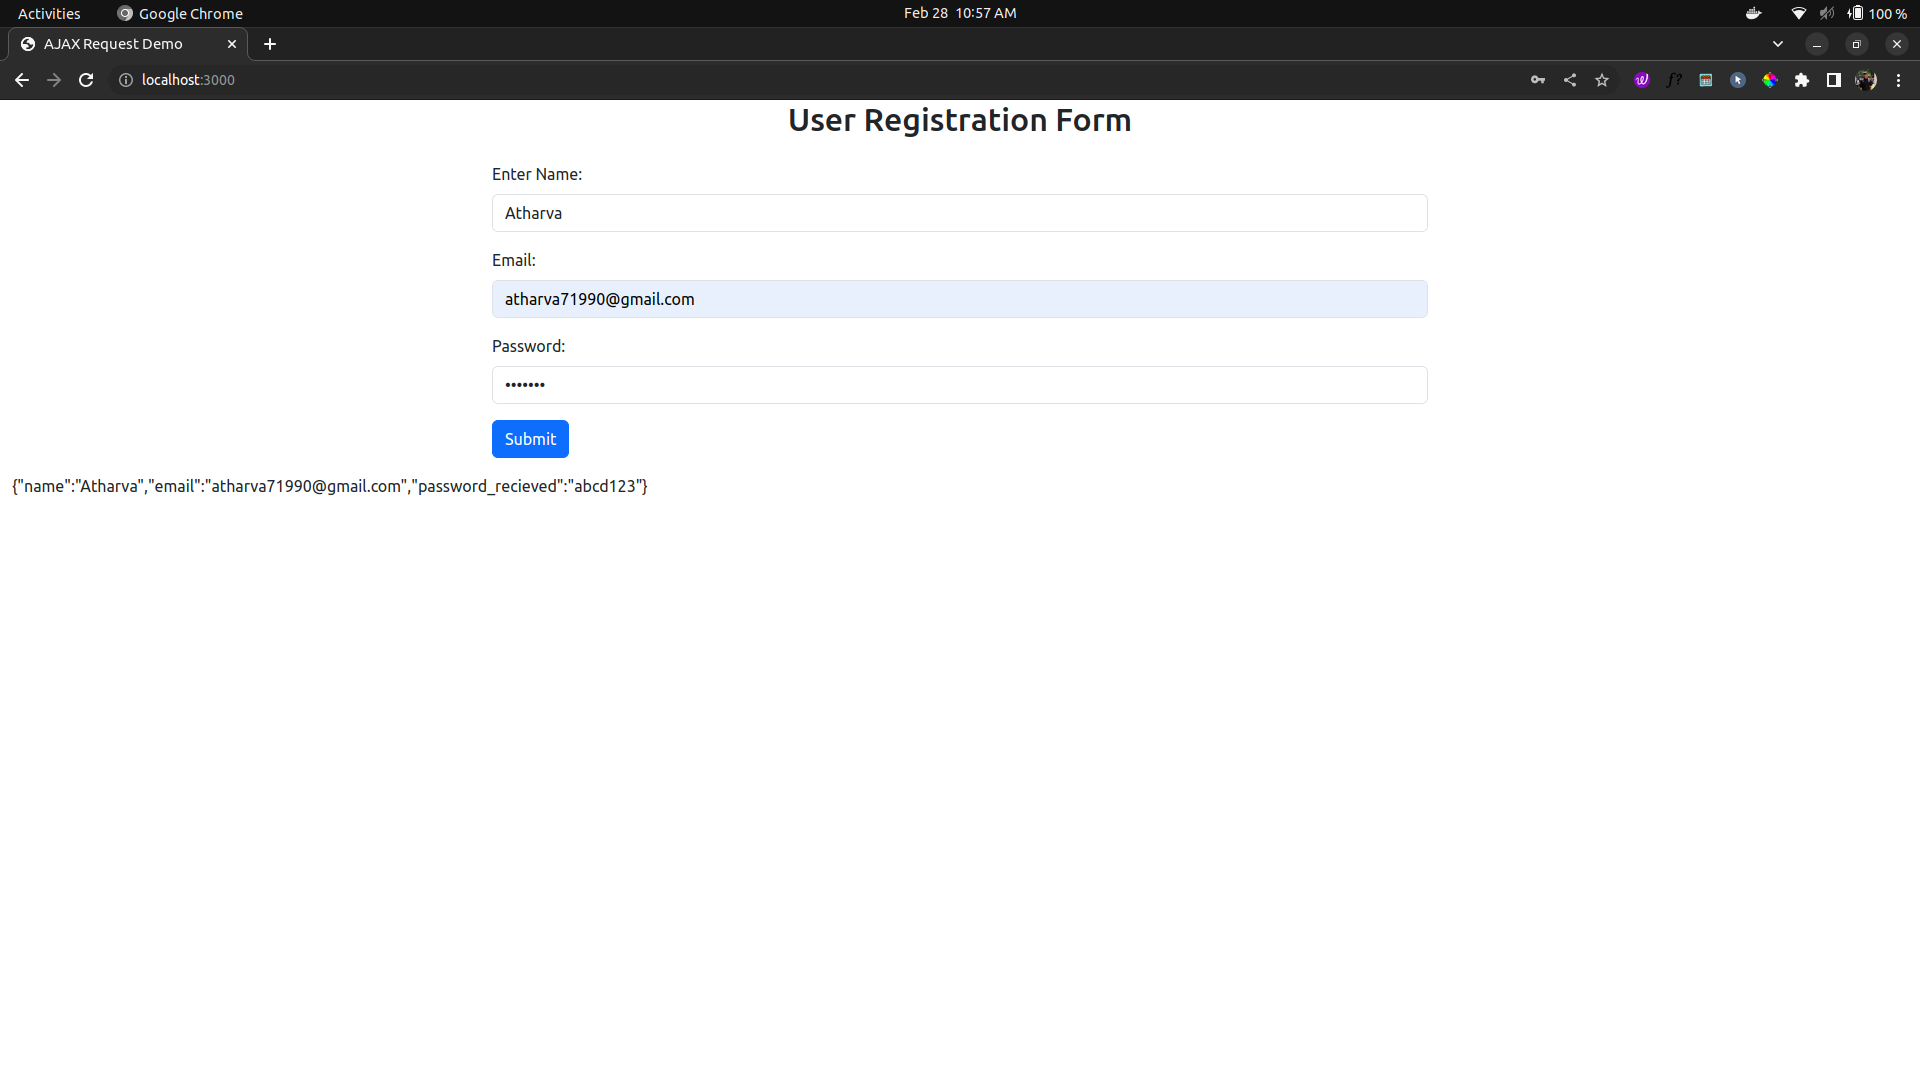 Activities Google Chrome Feb 28 10:57 AM 100 %
AJAX Request Demo
localhost:3000 f?
User Registration Form
Enter Name:
Atharva
Email:
atharva71990@gmail.com
Password:
•••••••
Submit
{"name":"Atharva","email":"atharva71990@gmail.com","password_recieved":"abcd123"}